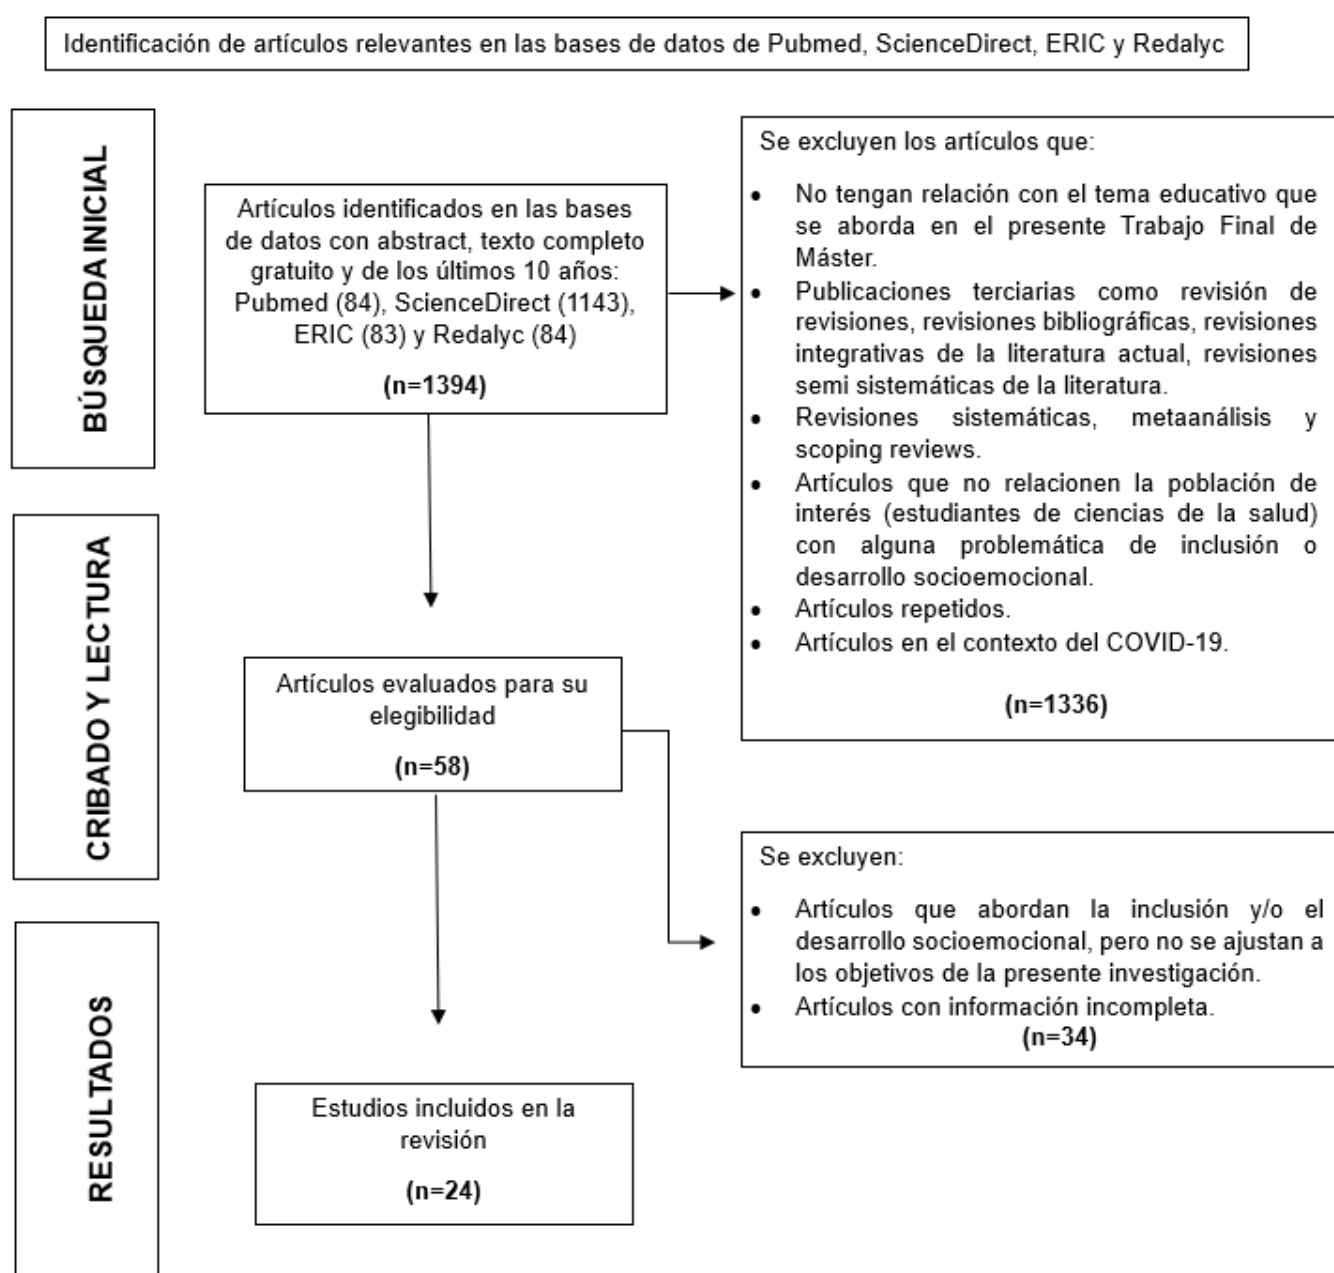 Identificación de artículos relevantes en las bases de datos de Pubmed, ScienceDirect, ERIC y Redalyc
BÚSQUEDA INICIAL
Artículos identificados en las bases
de datos con abstract, texto completo
gratuito y de los últimos 10 años:
Pubmed (84), ScienceDirect (1143),
ERIC (83) y Redalyc (84)
(n=1394)
Se excluyen los artículos que:
• No tengan relación con el tema educativo que
se aborda en el presente Trabajo Final de
Máster.
• Publicaciones terciarias como revisión de
revisiones, revisiones bibliográficas, revisiones
integrativas de la literatura actual, revisiones
semi sistemáticas de la literatura.
• Revisiones sistemáticas, metaanálisis y
scoping reviews.
• Artículos que no relacionen la población de
interés (estudiantes de ciencias de la salud)
con alguna problemática de inclusión o
desarrollo socioemocional.
• Artículos repetidos.
• Artículos en el contexto del COVID-19.
(n=1336)
CRIBADO Y LECTURA
Artículos evaluados para su
elegibilidad
(n=58)
Se excluyen:
• Artículos que abordan la inclusión y/o el
desarrollo socioemocional, pero no se ajustan a
los objetivos de la presente investigación.
• Artículos con información incompleta.
(n=34)
RESULTADOS
Estudios incluidos en la
revisión
(n=24)